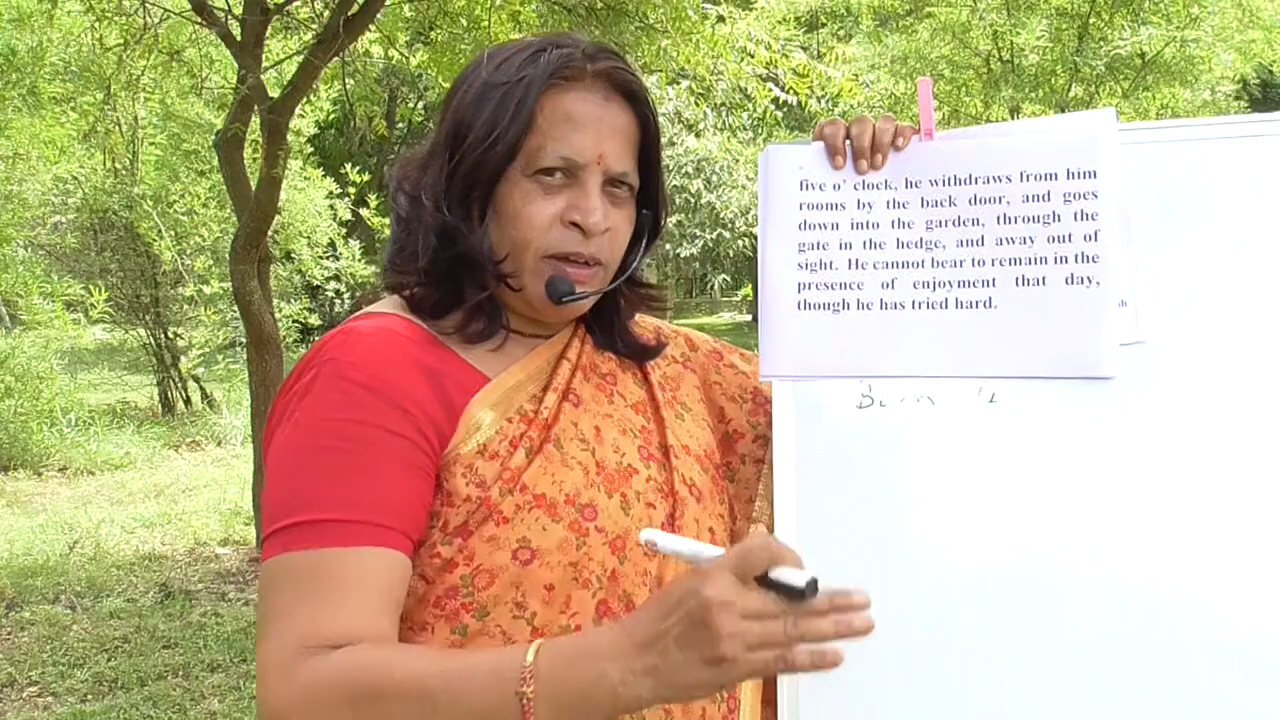 five o' clock, he withdraws from him
rooms by the back door, and goes
down into the garden, through the
gate in the hedge, and away out of
sight. He cannot bear to remain in the
presence of enjoyment that day,
though he has tried hard.